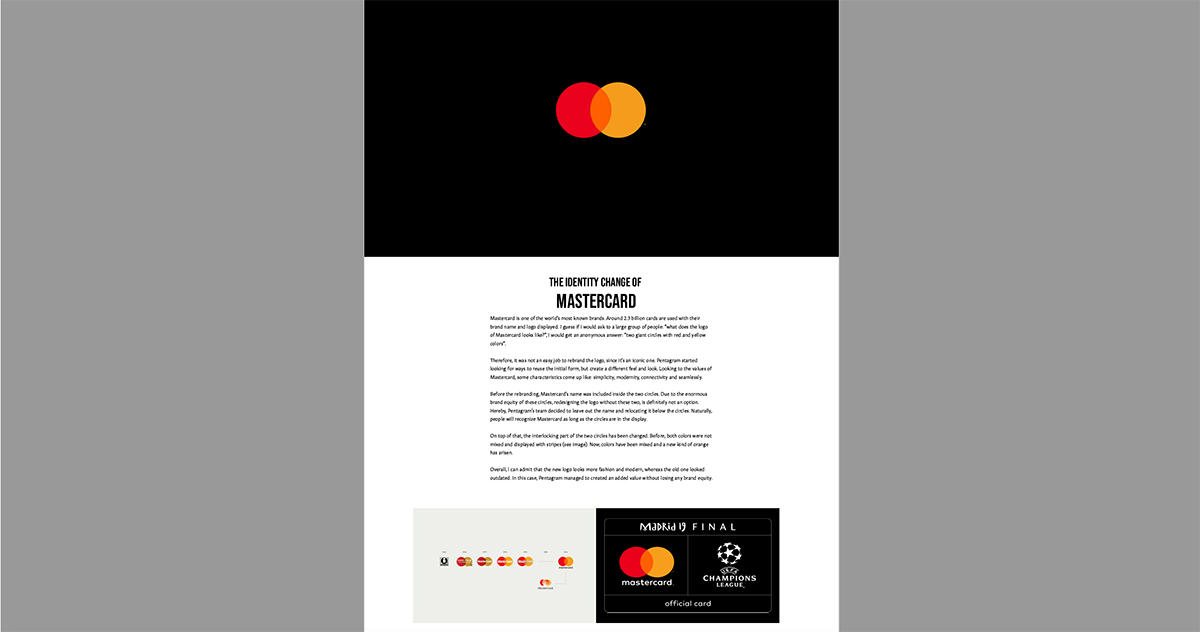 THE IDENTITY CHANGE OF
MASTERCARD
Mastercard is one of the world's most known brands. Around 2.3 billion cards are used with their
brand name and logo displayed. I guess if I would ask to a large group of people: "what does the logo
of Mastercard looks like?", I would get an anonymous answer: "two giant circles with red and yellow
colors".
Therefore, it was not an easy job to rebrand the logo, since it's an iconic one. Pentagram started
looking for ways to reuse the initial form, but create a different feel and look. Looking to the values of
Mastercard, some characteristics come up like: simplicity, modernity, connectivity and seamlessly.
Before the rebranding, Mastercard's name was included inside the two circles. Due to the enormous
brand equity of these circles, redesigning the logo without these two, is definitely not an option.
Hereby, Pentagram's team decided to leave out the name and relocating it below the circles. Naturally,
people will recognize Mastercard as long as the circles are in the display.
On top of that, the interlocking part of the two circles has been changed. Before, both colors were not
mixed and displayed with stripes (see image). Now, colors have been mixed and a new kind of orange
has arisen.
Overall, I can admit that the new logo looks more fashion and modern, whereas the old one looked
outdated. In this case, Pentagram managed to created an added value without losing any brand equity.
Madrid 19 FINAL
mastercard
UEFA
CHAMPIONS
LEAGUE
official card